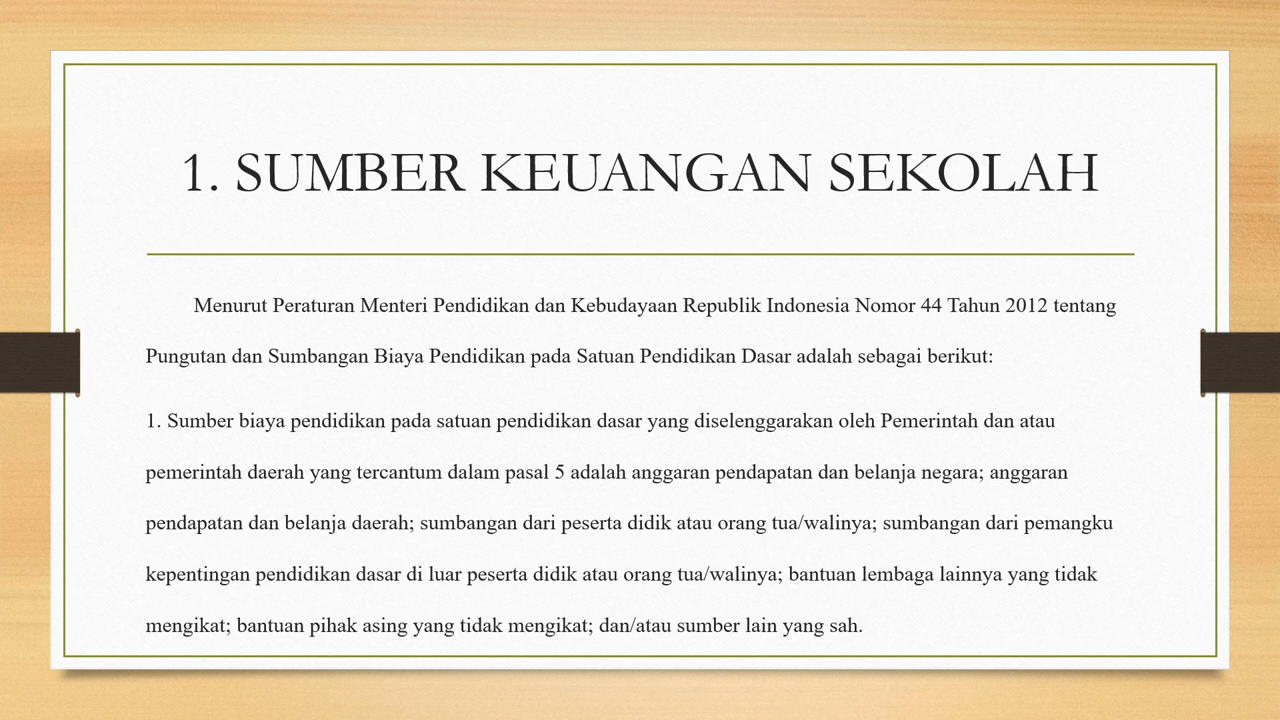 1. SUMBER KEUANGAN SEKOLAH
Menurut Peraturan Menteri Pendidikan dan Kebudayaan Republik Indonesia Nomor 44 Tahun 2012 tentang
Pungutan dan Sumbangan Biaya Pendidikan pada Satuan Pendidikan Dasar adalah sebagai berikut:
1. Sumber biaya pendidikan pada satuan pendidikan dasar yang diselenggarakan oleh Pemerintah dan atau
pemerintah daerah yang tercantum dalam pasal 5 adalah anggaran pendapatan dan belanja negara; anggaran
pendapatan dan belanja daerah; sumbangan dari peserta didik atau orang tua/walinya; sumbangan dari pemangku
kepentingan pendidikan dasar di luar peserta didik atau orang tua/walinya; bantuan lembaga lainnya yang tidak
mengikat; bantuan pihak asing yang tidak mengikat; dan/atau sumber lain yang sah.